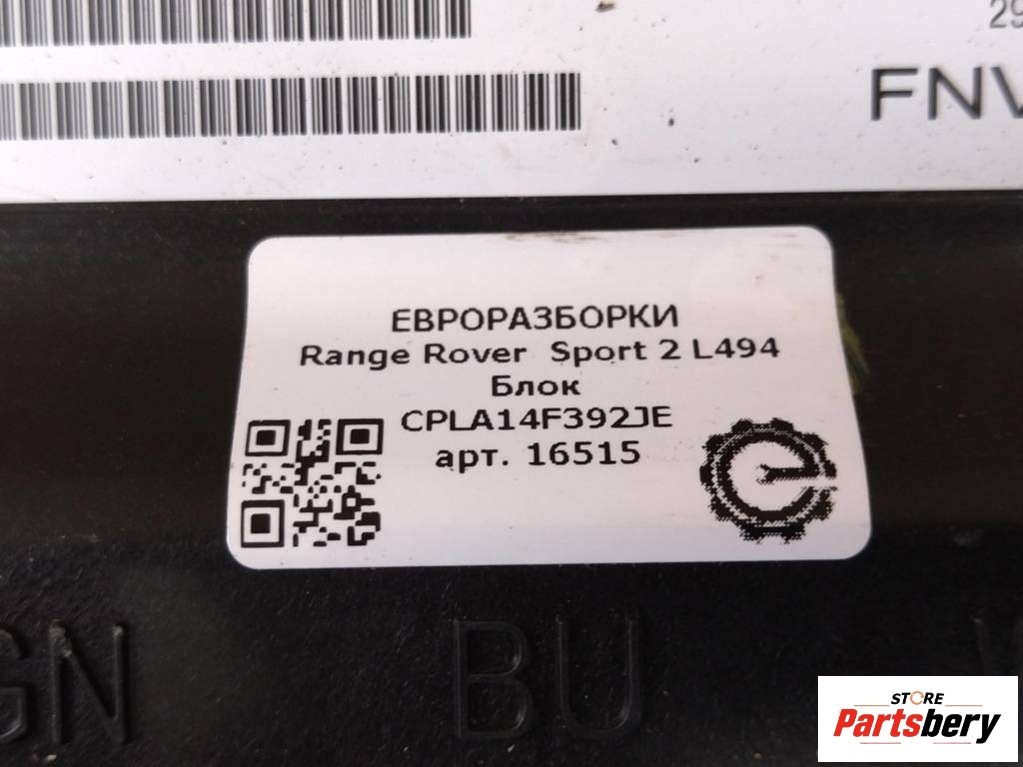 29
FNV
ЕВРОРАЗБОРКИ
Range Rover Sport 2 L494
Блок
CPLA14F392JE
арт. 16515
GN BU
STORE
Partsbery